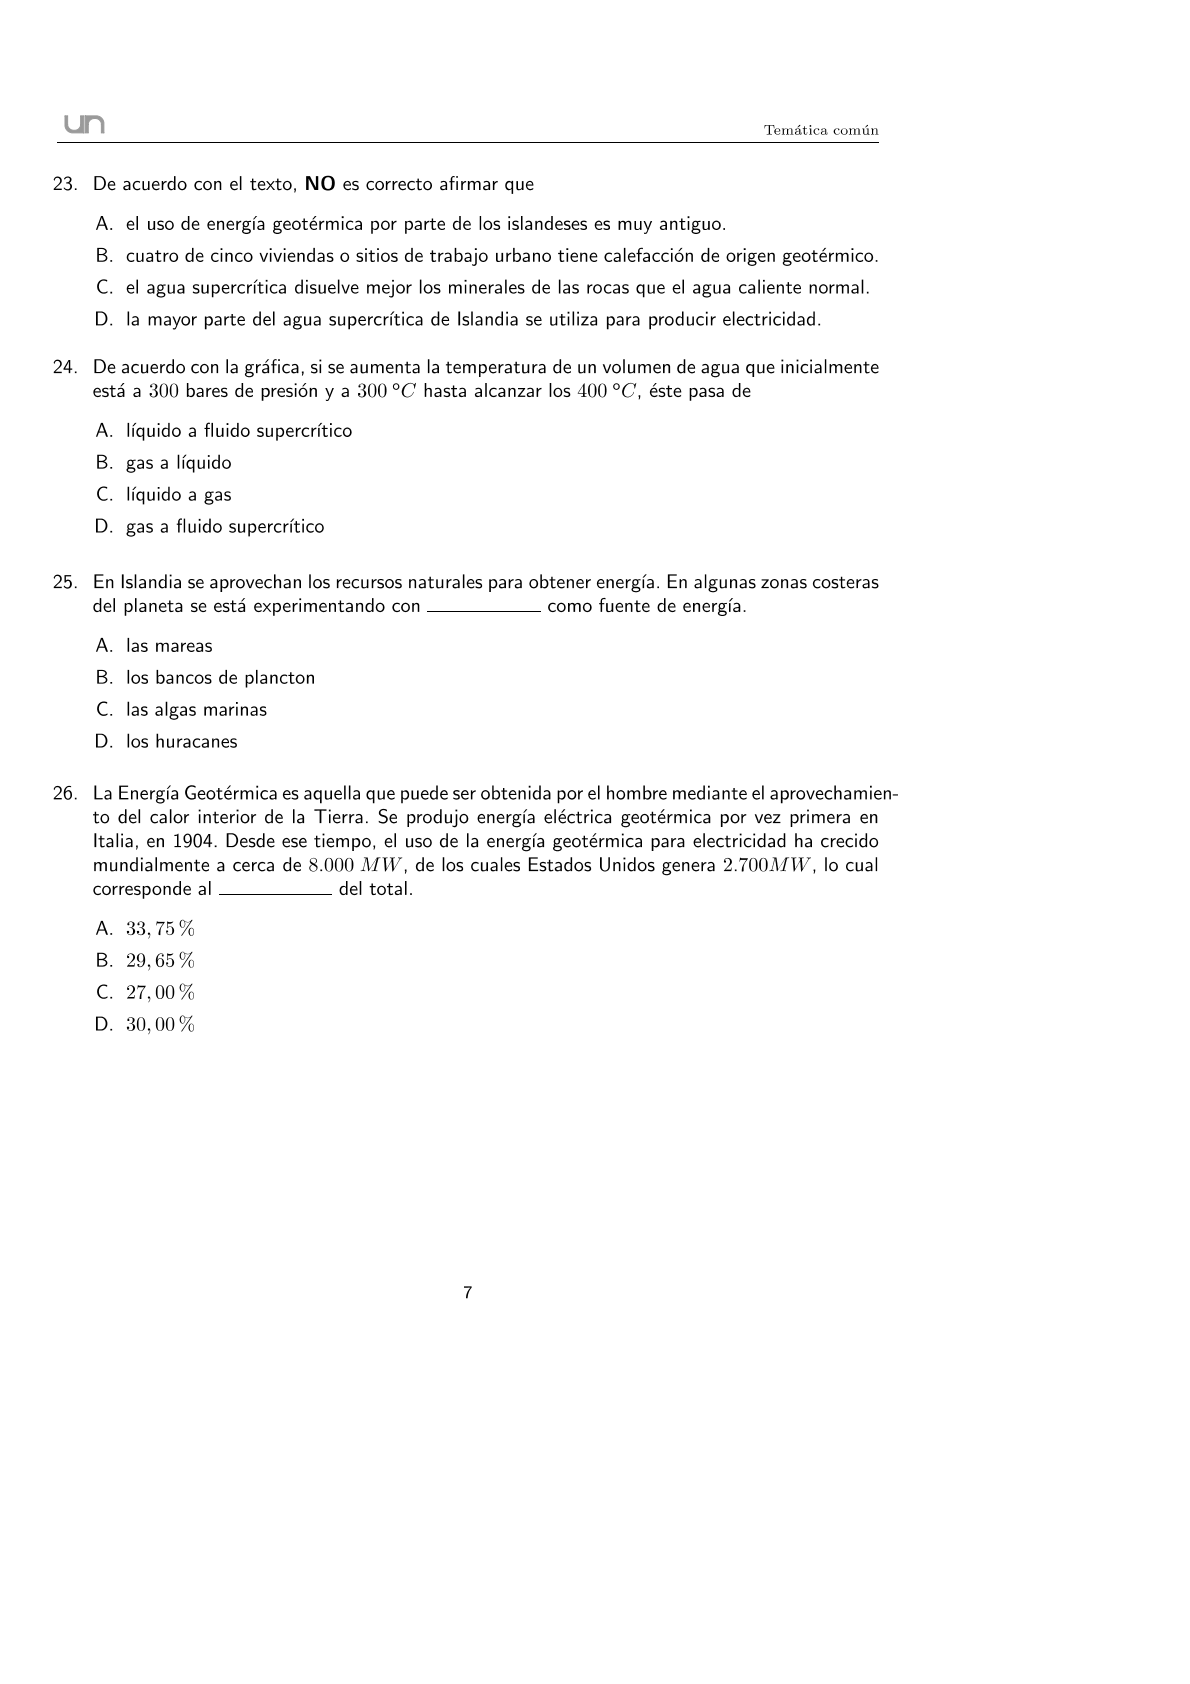 un
Temática común
23. De acuerdo con el texto, NO es correcto afirmar que
A. el uso de energía geotérmica por parte de los islandeses es muy antiguo.
B. cuatro de cinco viviendas o sitios de trabajo urbano tiene calefacción de origen geotérmico.
C. el agua supercrítica disuelve mejor los minerales de las rocas que el agua caliente normal.
D. la mayor parte del agua supercrítica de Islandia se utiliza para producir electricidad.
24. De acuerdo con la gráfica, si se aumenta la temperatura de un volumen de agua que inicialmente
está a 300 bares de presión y a 300 °C hasta alcanzar los 400 °C, éste pasa de
A. líquido a fluido supercrítico
B. gas a líquido
C. líquido a gas
D. gas a fluido supercrítico
25. En Islandia se aprovechan los recursos naturales para obtener energía. En algunas zonas costeras
del planeta se está experimentando con ___________ como fuente de energía.
A. las mareas
B. los bancos de plancton
C. las algas marinas
D. los huracanes
26. La Energía Geotérmica es aquella que puede ser obtenida por el hombre mediante el aprovechamien-
to del calor interior de la Tierra. Se produjo energía eléctrica geotérmica por vez primera en
Italia, en 1904. Desde ese tiempo, el uso de la energía geotérmica para electricidad ha crecido
mundialmente a cerca de 8.000 MW, de los cuales Estados Unidos genera 2.700MW, lo cual
corresponde al ___________ del total.
A. 33, 75 %
B. 29, 65 %
C. 27, 00 %
D. 30, 00 %
7